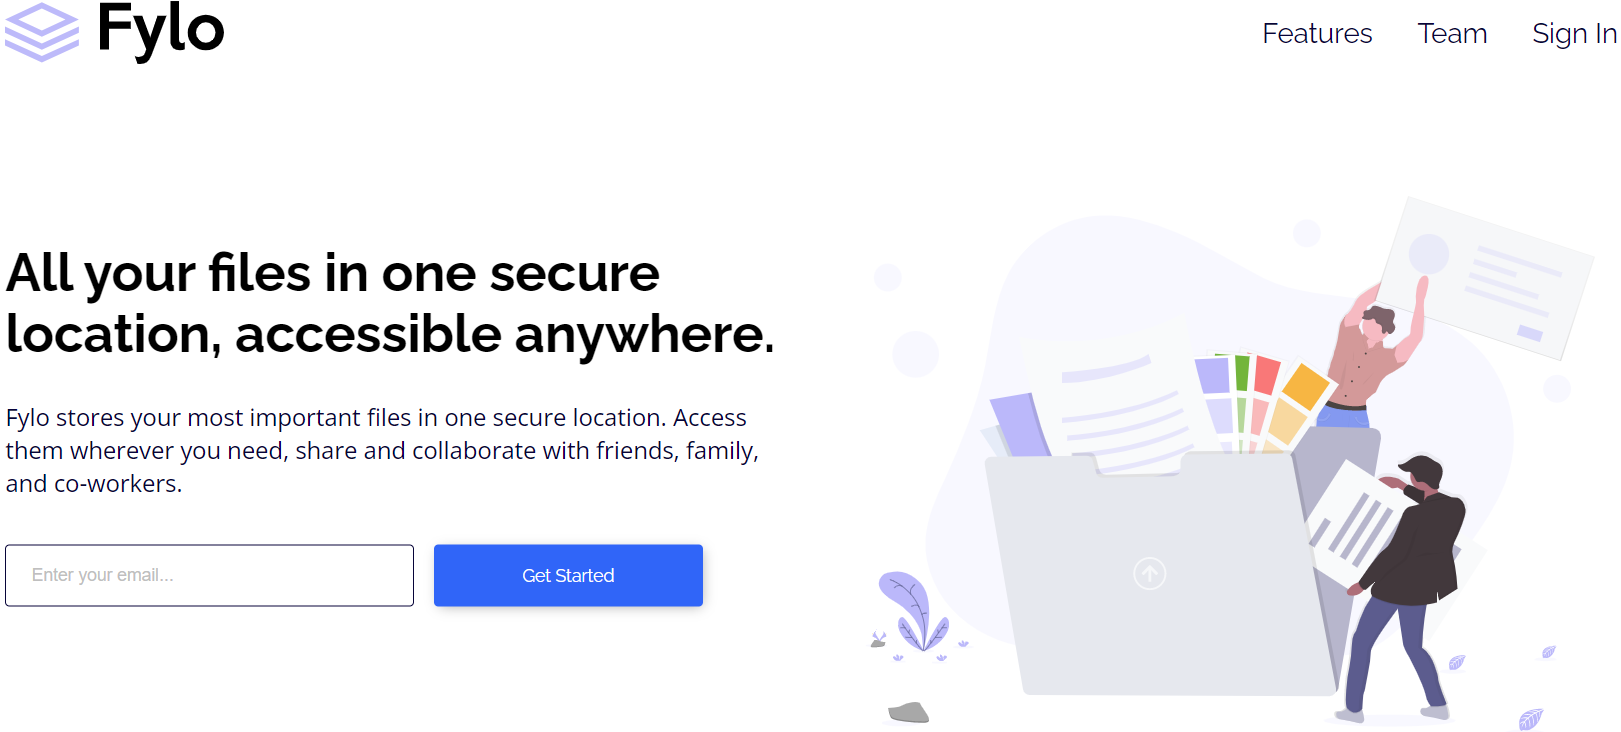 Fylo
Features Team Sign In
All your files in one secure
location, accessible anywhere.
Fylo stores your most important files in one secure location. Access
them wherever you need, share and collaborate with friends, family,
and co-workers.
Enter your email...
Get Started